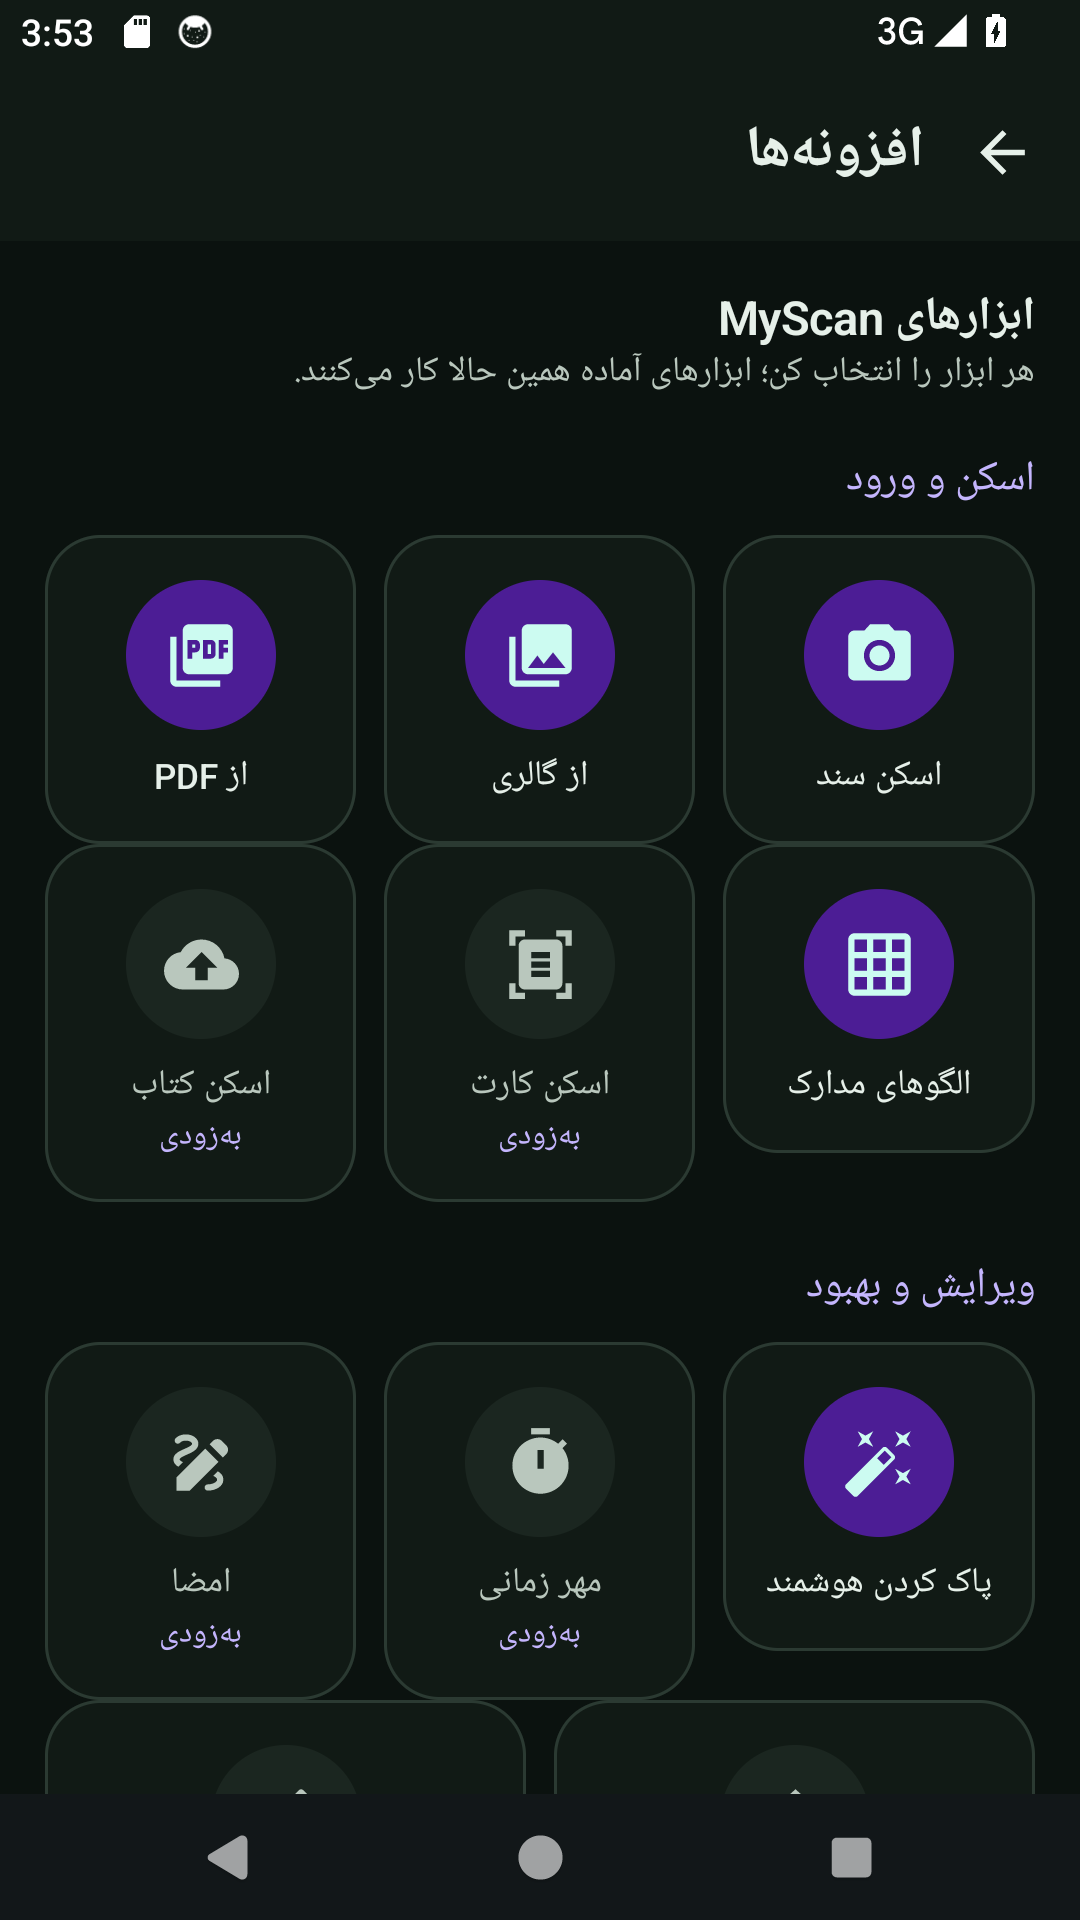 3:53 3G
افزونه‌ها
ابزارهای MyScan
هر ابزار را انتخاب کن؛ ابزارهای آماده همین حالا کار می‌کنند.
اسکن و ورود
اسکن سند
از گالری
PDF
از PDF
الگوهای مدارک
اسکن کارت
به‌زودی
اسکن کتاب
به‌زودی
ویرایش و بهبود
پاک کردن هوشمند
مهر زمانی
به‌زودی
امضا
به‌زودی